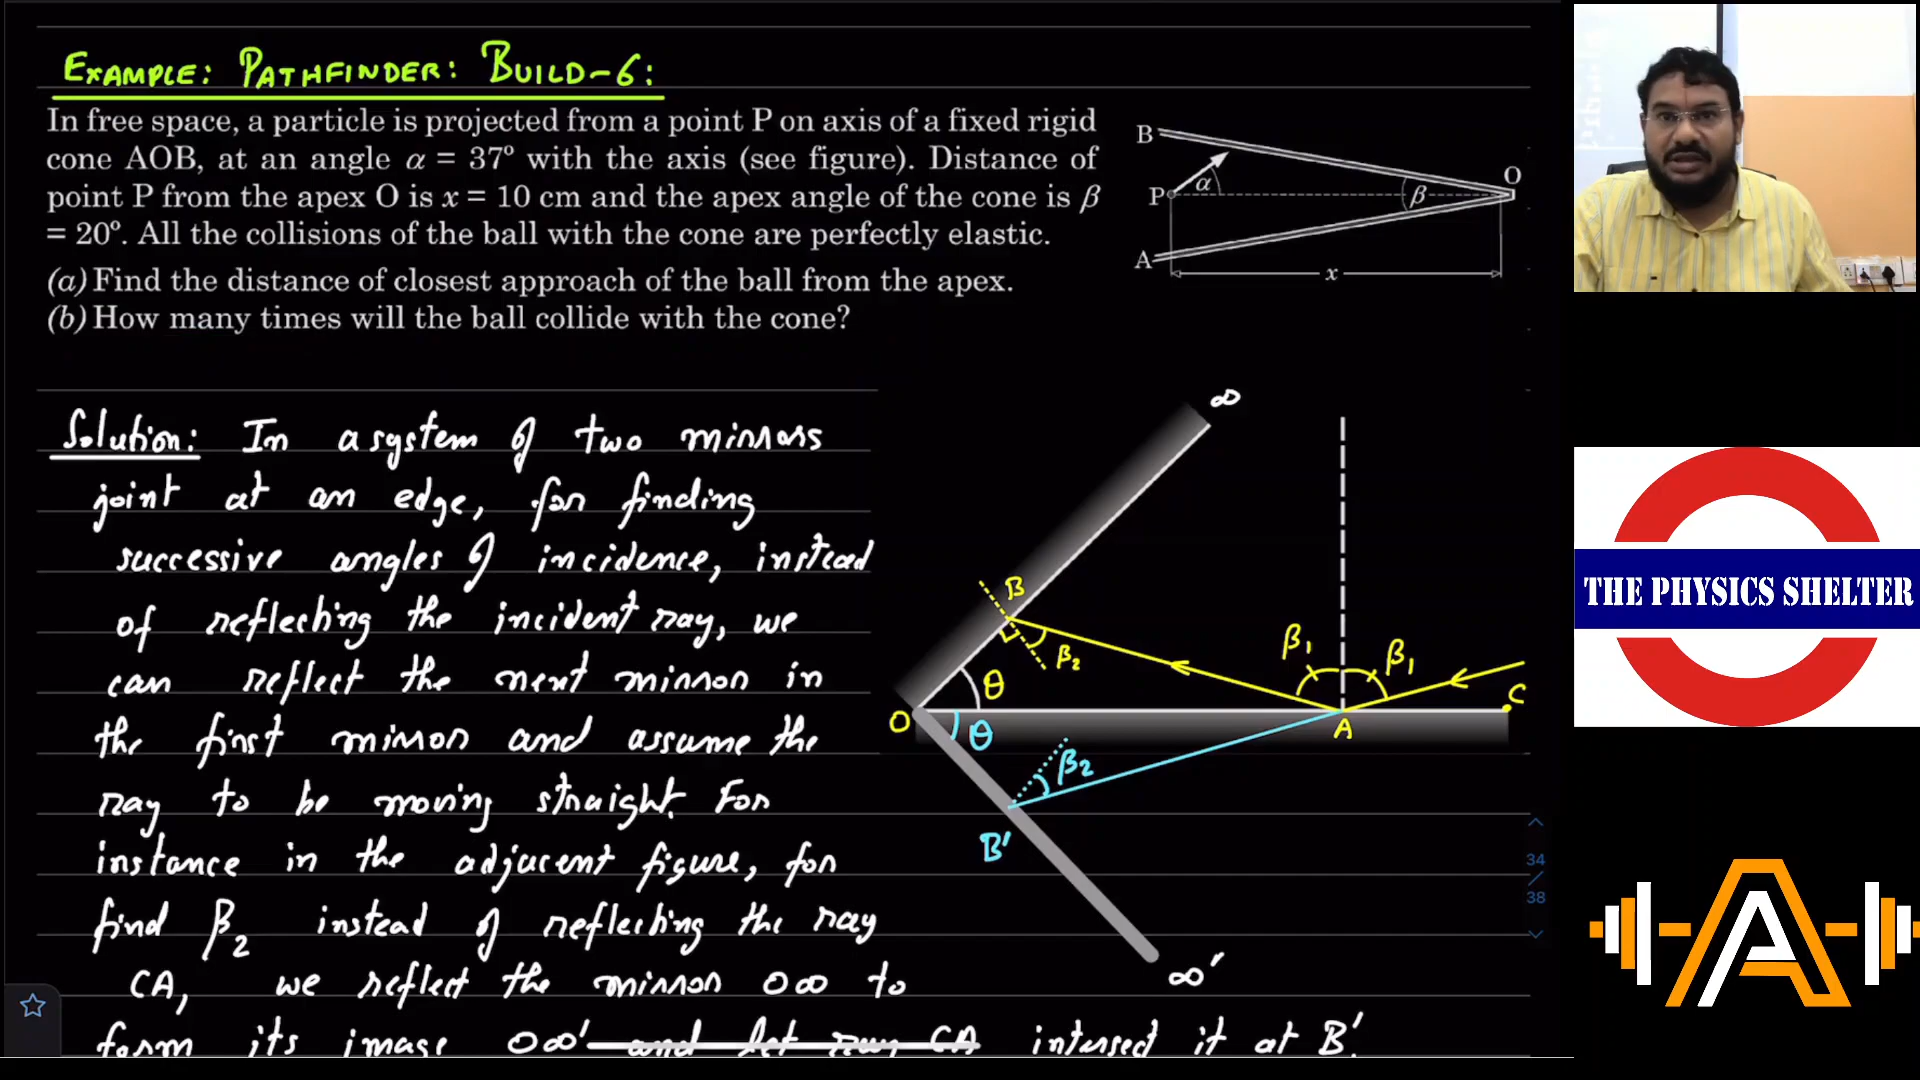 EXAMPLE: PATHFINDER: BUILD-6:
In free space, a particle is projected from a point P on axis of a fixed rigid
cone AOB, at an angle α = 37° with the axis (see figure). Distance of
point P from the apex O is x = 10 cm and the apex angle of the cone is β
= 20°. All the collisions of the ball with the cone are perfectly elastic.
(a) Find the distance of closest approach of the ball from the apex.
(b) How many times will the ball collide with the cone?
B
O
P
α
β
A
x
Solution: In a system of two mirrors
joint at an edge, for finding
successive angles of incidence, instead
of reflecting the incident ray, we
can reflect the next mirror in
the first mirror and assume the
ray to be moving straight. For
instance in the adjacent figure, for
find β2 instead of reflecting the ray
CA, we reflect the mirror O∞ to
form its image O∞' and let ray CA intersect it at B'.
∞
B
β2
β1
β1
θ
C
O
θ
A
β2
B'
∞'
34
/
38
THE PHYSICS SHELTER